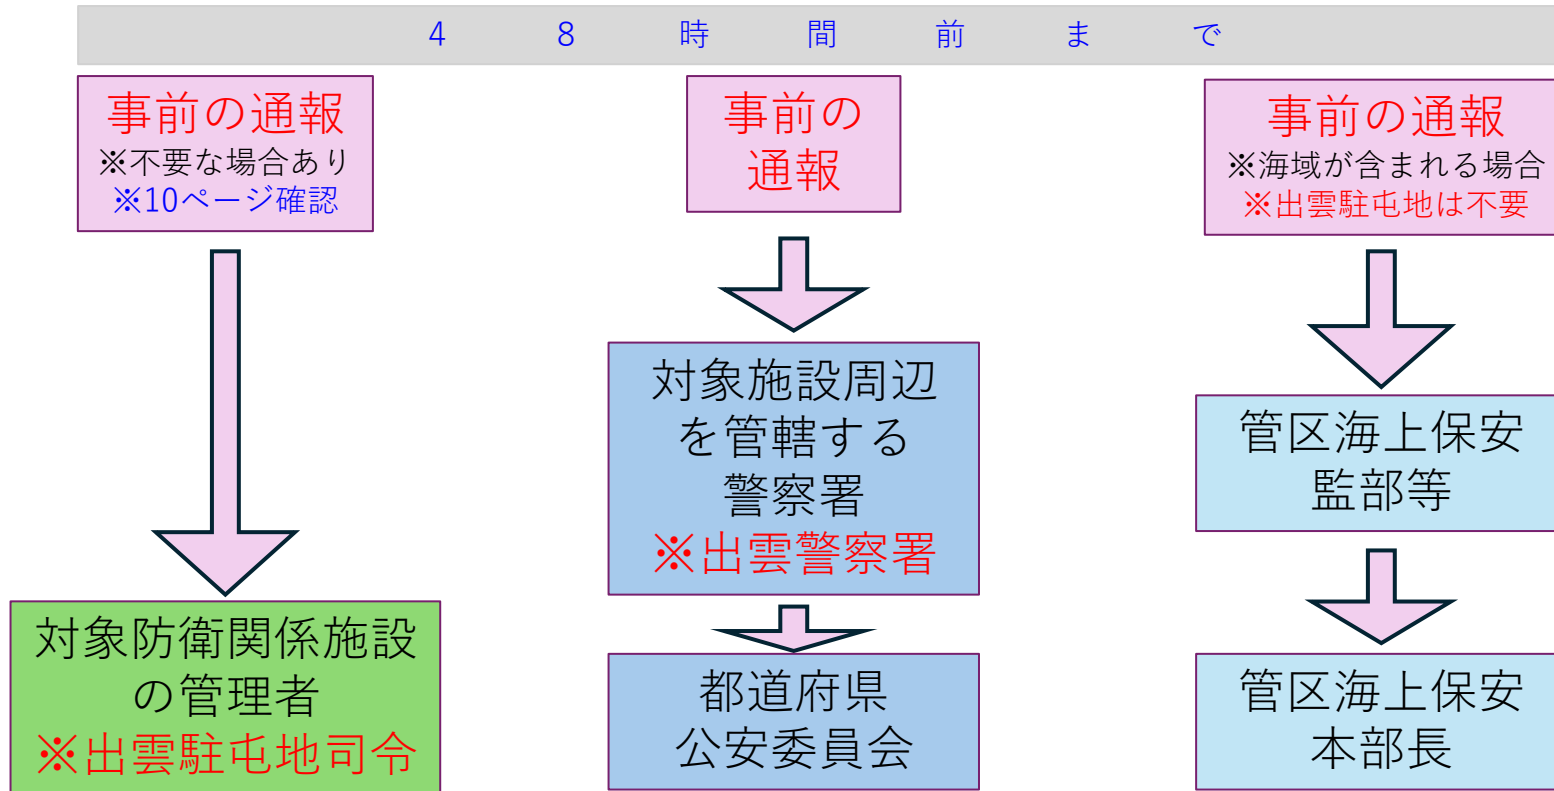 48時間前まで
事前の通報
※不要な場合あり
※10ページ確認
対象防衛関係施設
の管理者
※出雲駐屯地司令
事前の
通報
対象施設周辺
を管轄する
警察署
※出雲警察署
都道府県
公安委員会
事前の通報
※海域が含まれる場合
※出雲駐屯地は不要
管区海上保安
監部等
管区海上保安
本部長